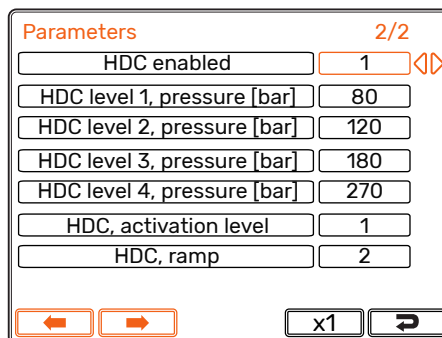 Parameters 2/2
HDC enabled 1
HDC level 1, pressure [bar] 80
HDC level 2, pressure [bar] 120
HDC level 3, pressure [bar] 180
HDC level 4, pressure [bar] 270
HDC, activation level 1
HDC, ramp 2
x1